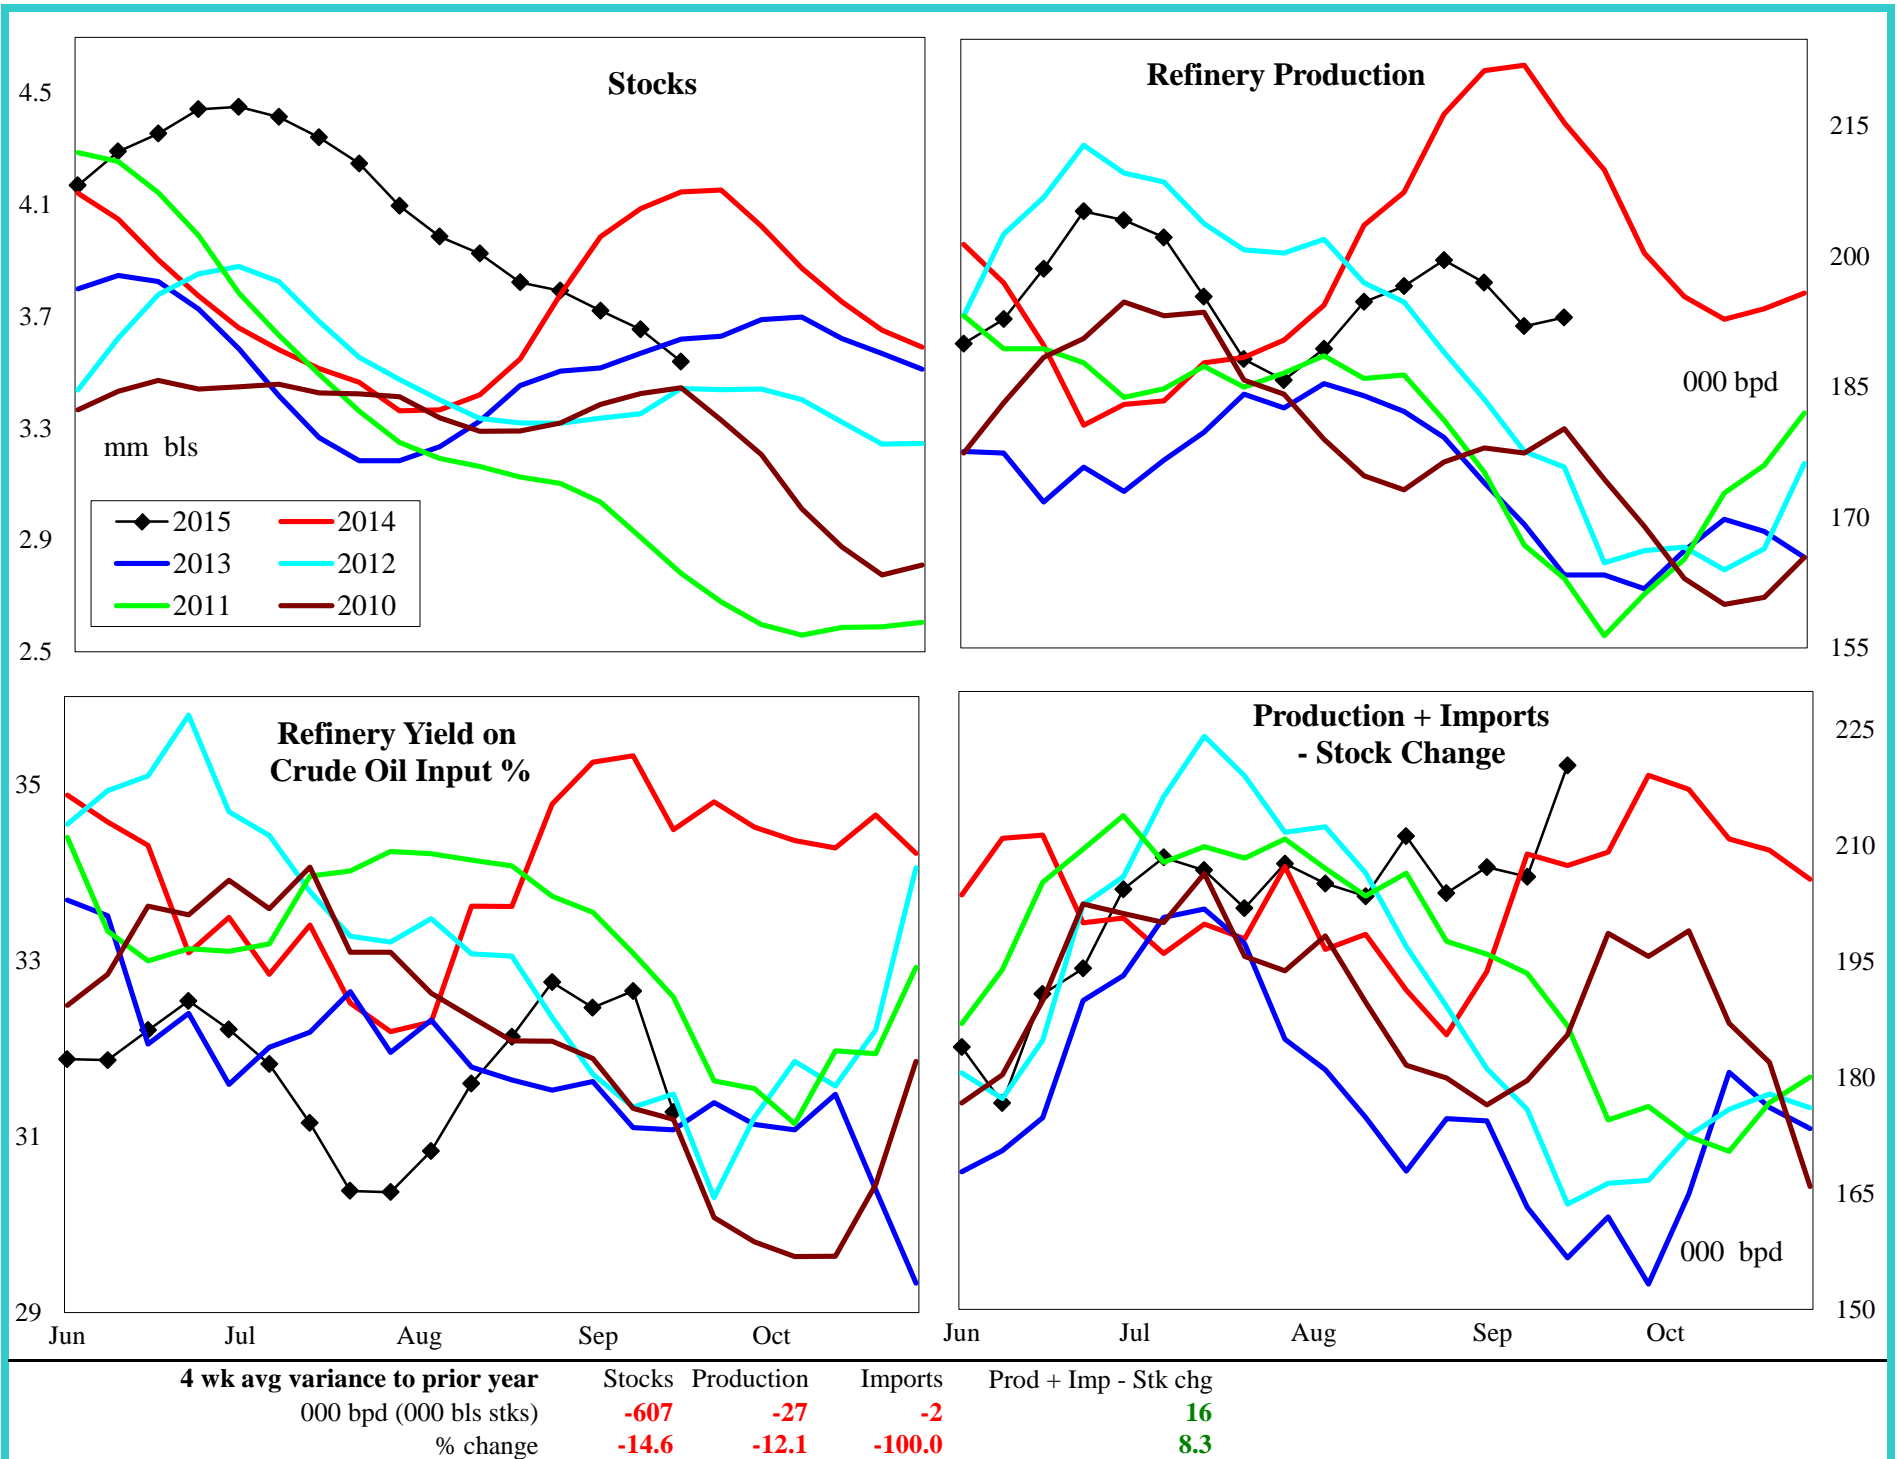 Stocks
4.5
4.1
3.7
3.3
2.9
2.5
mm bls
2015 2014
2013 2012
2011 2010
Refinery Production
215
200
185
170
155
000 bpd
Refinery Yield on
Crude Oil Input %
35
33
31
29
Jun Jul Aug Sep Oct
Production + Imports
- Stock Change
225
210
195
180
165
150
000 bpd
Jun Jul Aug Sep Oct
4 wk avg variance to prior year Stocks Production Imports Prod + Imp - Stk chg
000 bpd (000 bls stks) -607 -27 -2 16
% change -14.6 -12.1 -100.0 8.3